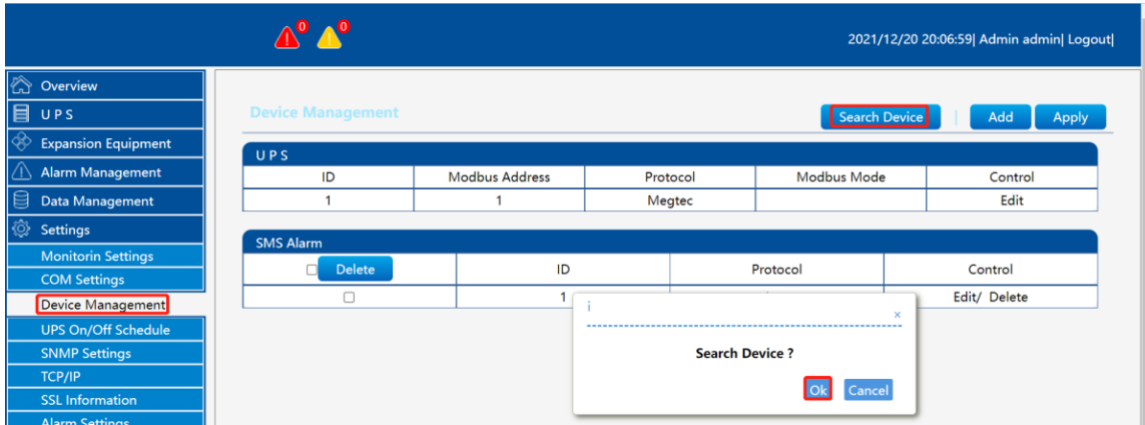 0 0
2021/12/20 20:06:59| Admin admin| Logout|
Overview
UPS
Expansion Equipment
Alarm Management
Data Management
Settings
Monitorin Settings
COM Settings
Device Management
UPS On/Off Schedule
SNMP Settings
TCP/IP
SSL Information
Alarm Settings
Device Management
Search Device | Add Apply
UPS
ID Modbus Address Protocol Modbus Mode Control
1 1 Megtec Edit
SMS Alarm
Delete ID Protocol Control
1 Edit/ Delete
i ×
Search Device ?
Ok Cancel